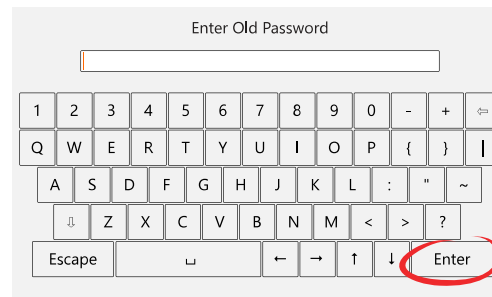 Enter Old Password
1 2 3 4 5 6 7 8 9 0 - + ⇦
Q W E R T Y U I O P { } |
A S D F G H J K L : " ~
⇩ Z X C V B N M < > ?
Escape ␣ ← → ↑ ↓ Enter